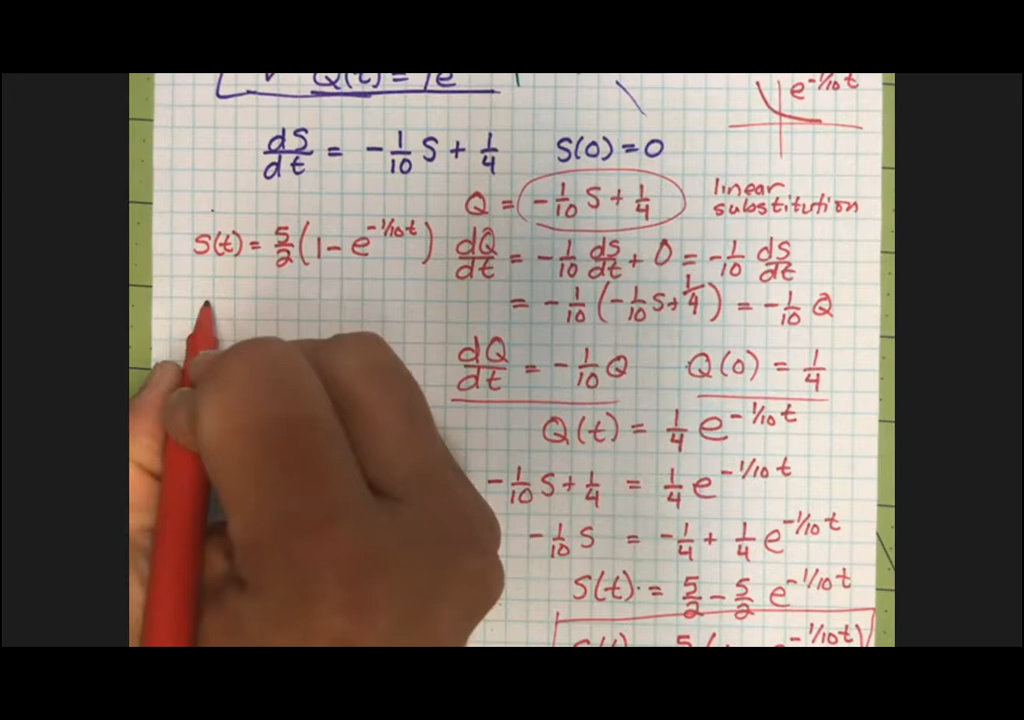 Q(t) = 1/4 e
e^{-1/10 t}
dS/dt = -1/10 S + 1/4 S(0) = 0
Q = -1/10 S + 1/4 linear substitution
S(t) = 5/2 (1 - e^{-1/10 t}) dQ/dt = -1/10 dS/dt + 0 = -1/10 dS/dt
= -1/10 (-1/10 S + 1/4) = -1/10 Q
dQ/dt = -1/10 Q Q(0) = 1/4
Q(t) = 1/4 e^{-1/10 t}
-1/10 S + 1/4 = 1/4 e^{-1/10 t}
-1/10 S = -1/4 + 1/4 e^{-1/10 t}
S(t) = 5/2 - 5/2 e^{-1/10 t}